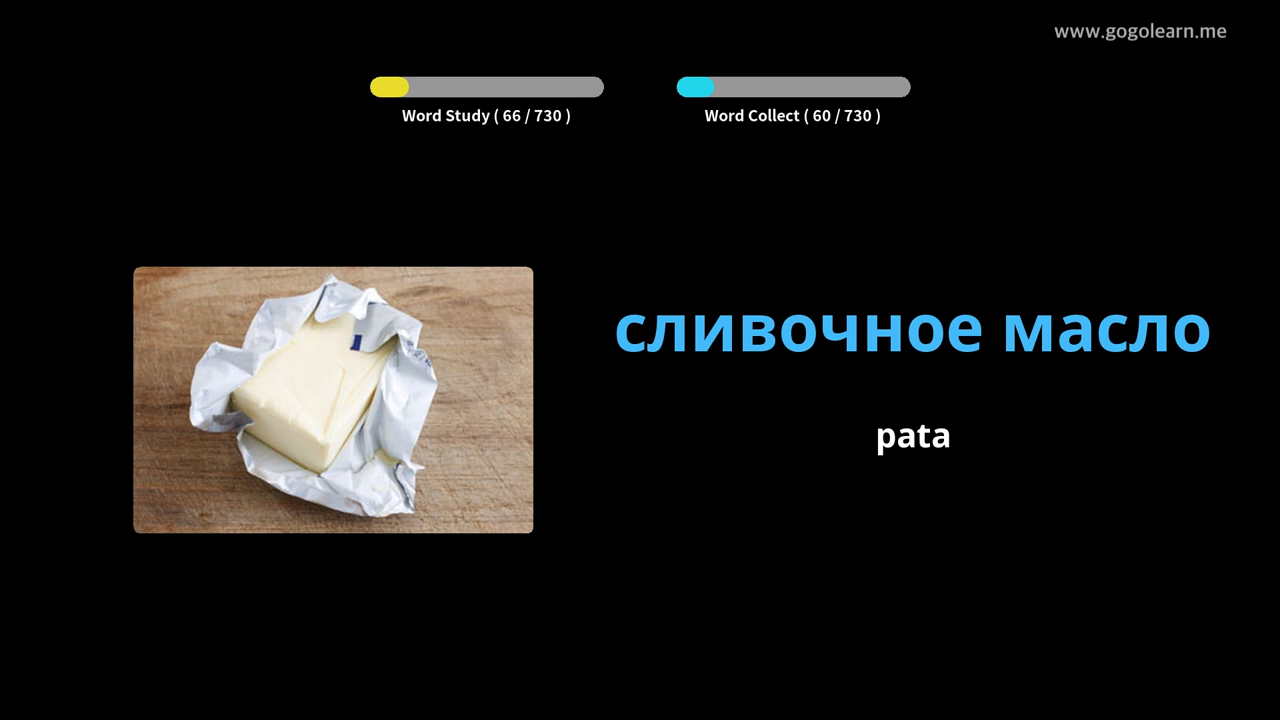 www.gogolearn.me
Word Study ( 66 / 730 )
Word Collect ( 60 / 730 )
сливочное масло
pata